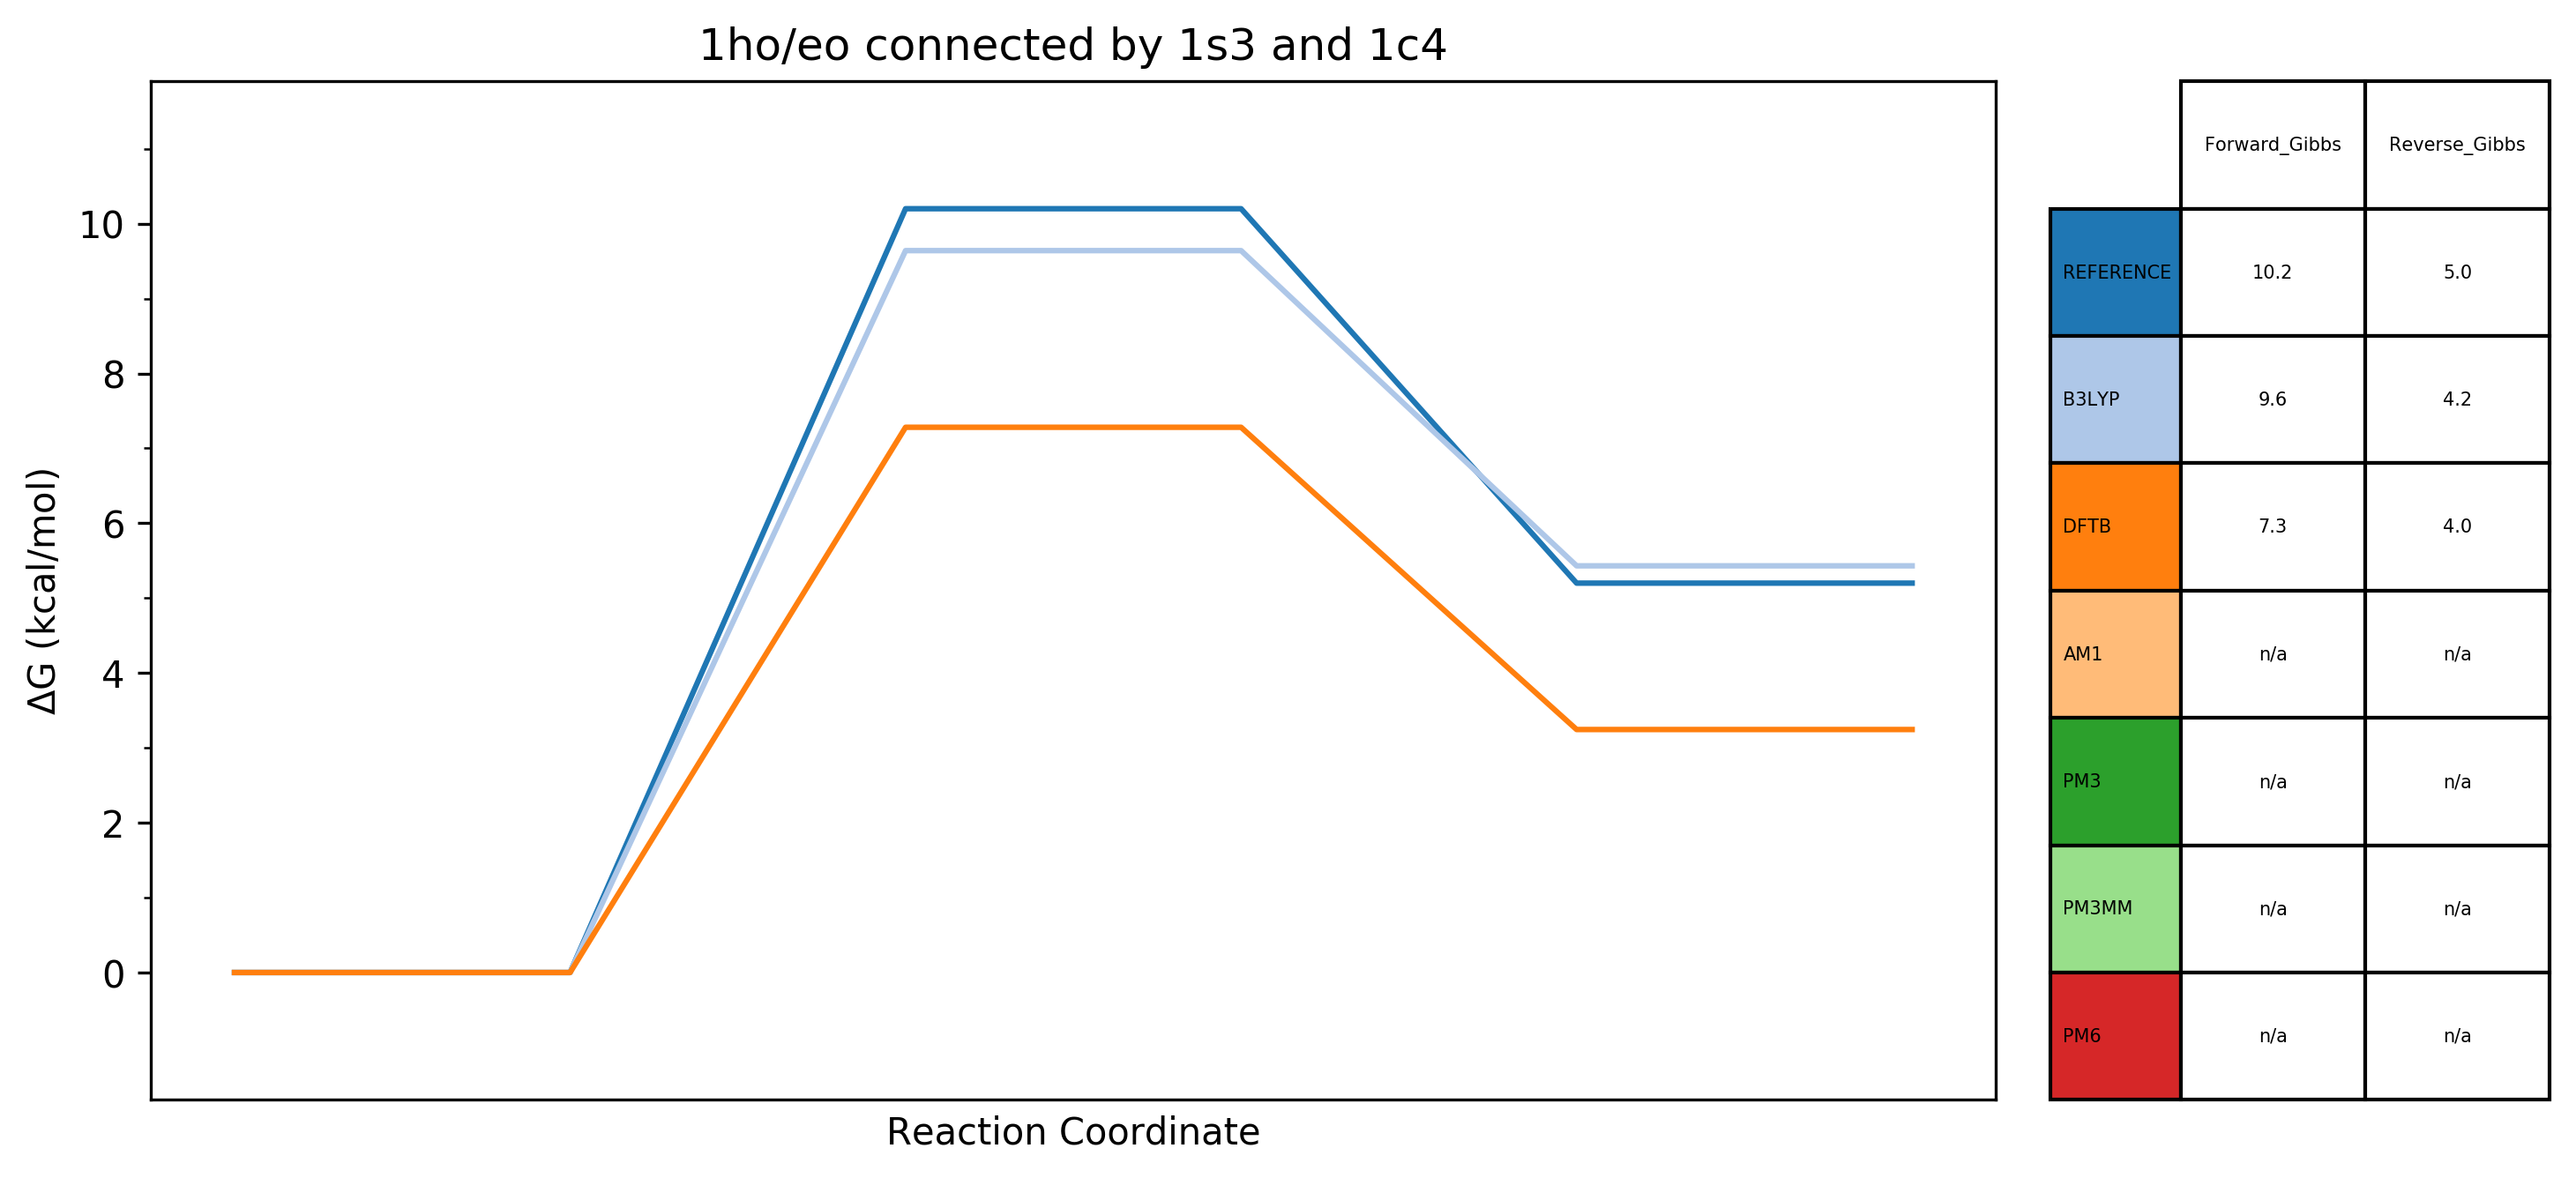 1ho/eo connected by 1s3 and 1c4
ΔG (kcal/mol)
10
8
6
4
2
0
Reaction Coordinate
Forward_Gibbs Reverse_Gibbs
REFERENCE 10.2 5.0
B3LYP 9.6 4.2
DFTB 7.3 4.0
AM1 n/a n/a
PM3 n/a n/a
PM3MM n/a n/a
PM6 n/a n/a